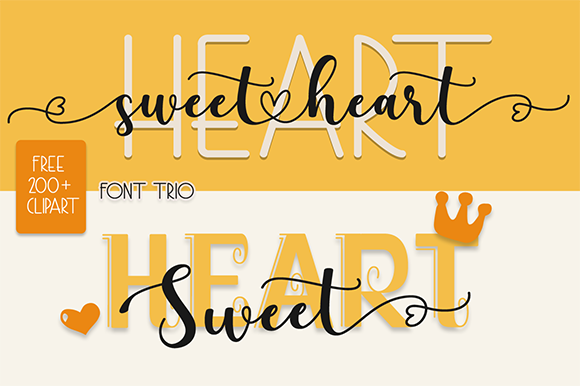 HEART
sweet heart
FREE
200+
CLIPART
FONT TRIO
HEART
Sweet